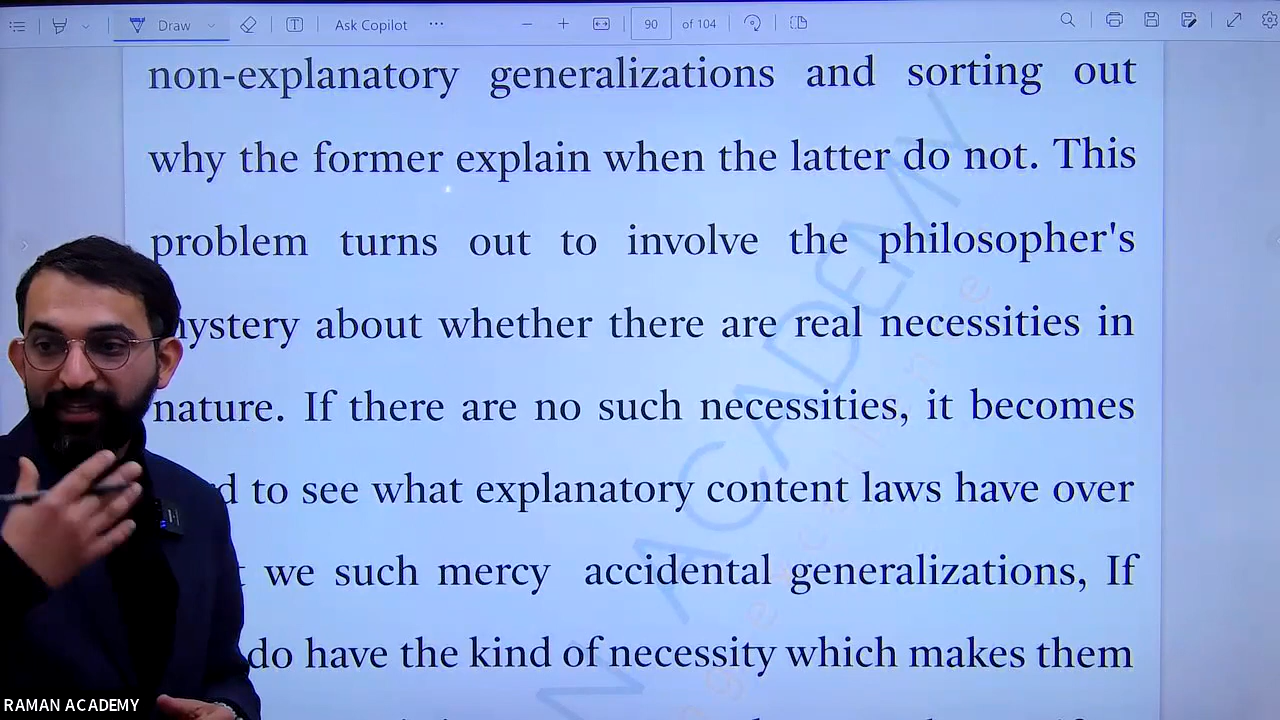 Draw
Ask Copilot
90 of 104
non-explanatory generalizations and sorting out
why the former explain when the latter do not. This
problem turns out to involve the philosopher's
mystery about whether there are real necessities in
nature. If there are no such necessities, it becomes
to see what explanatory content laws have over
we such mercy accidental generalizations, If
do have the kind of necessity which makes them
ACADEMY
RAMAN ACADEMY